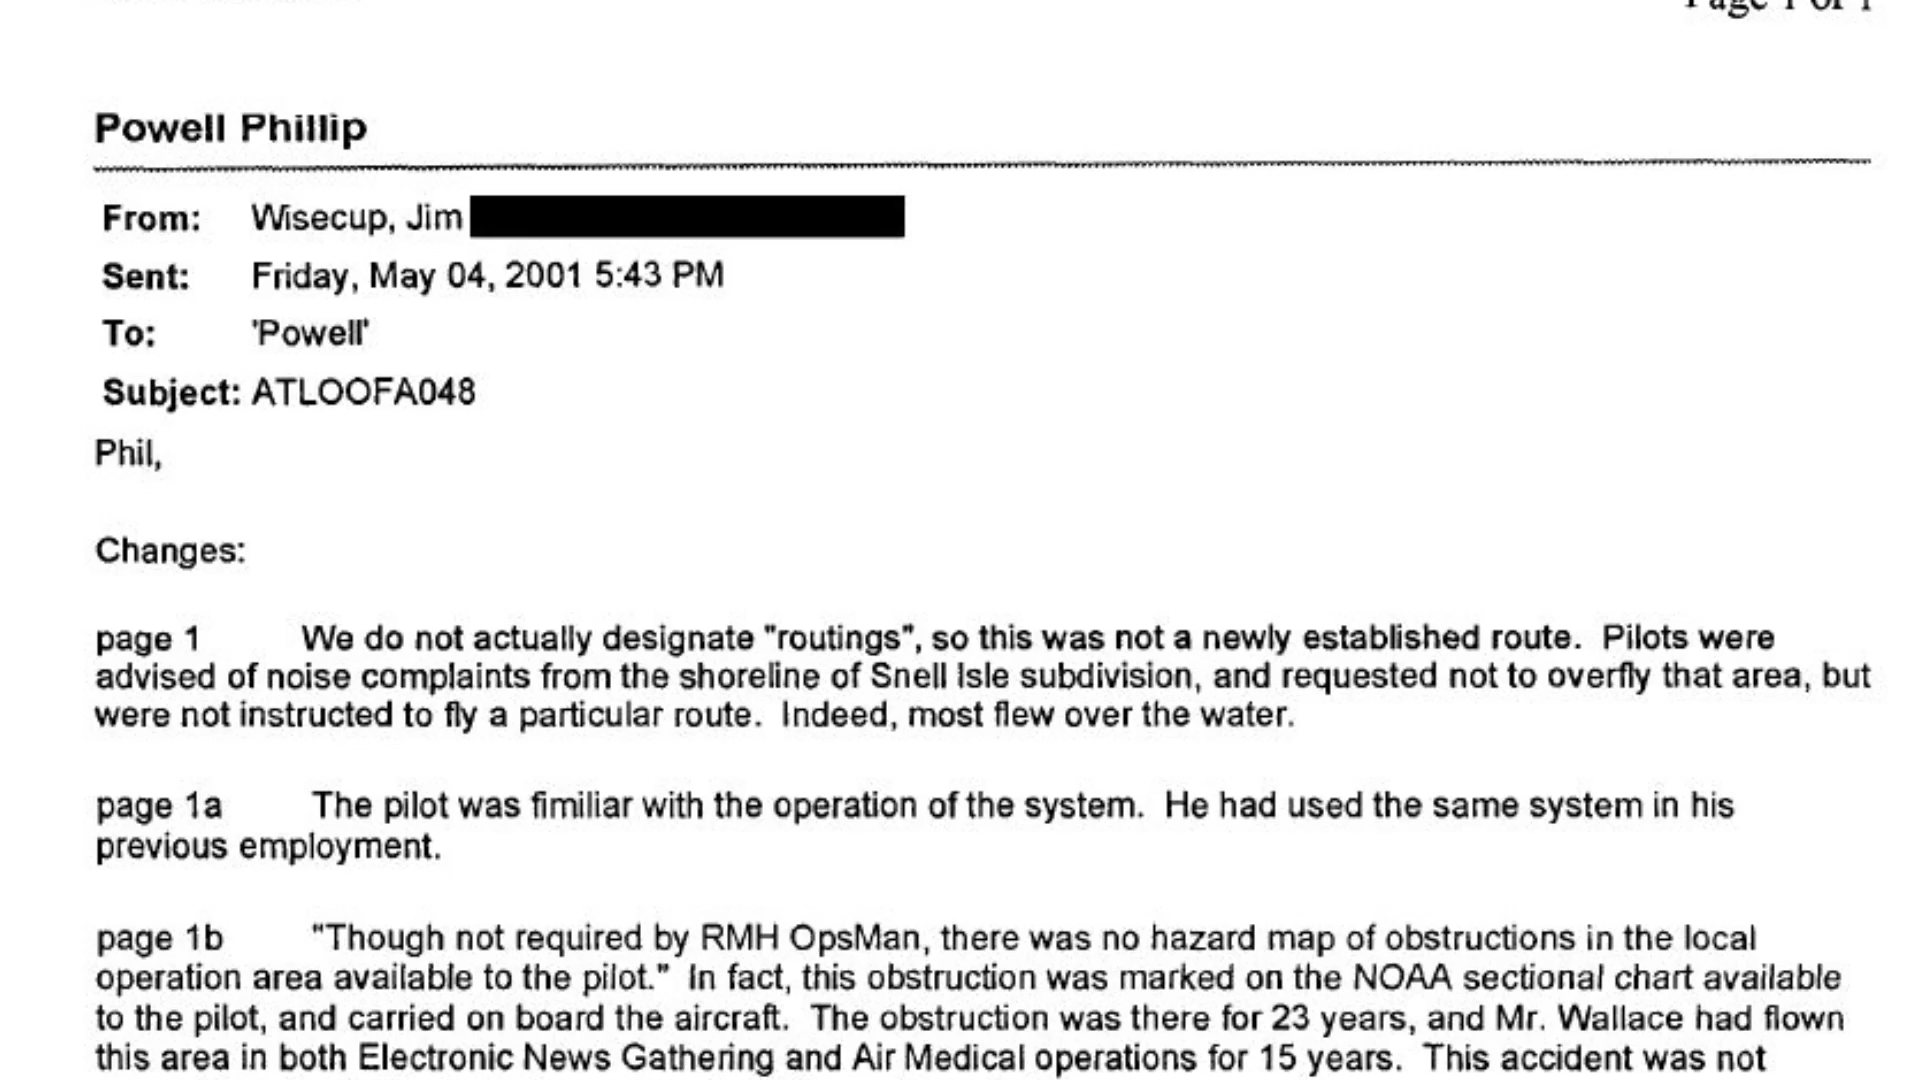 Page 1 of 1
Powell Phillip
From: Wisecup, Jim
Sent: Friday, May 04, 2001 5:43 PM
To: 'Powell'
Subject: ATLOOFA048
Phil,
Changes:
page 1 We do not actually designate "routings", so this was not a newly established route. Pilots were
advised of noise complaints from the shoreline of Snell Isle subdivision, and requested not to overfly that area, but
were not instructed to fly a particular route. Indeed, most flew over the water.
page 1a The pilot was fimiliar with the operation of the system. He had used the same system in his
previous employment.
page 1b "Though not required by RMH OpsMan, there was no hazard map of obstructions in the local
operation area available to the pilot." In fact, this obstruction was marked on the NOAA sectional chart available
to the pilot, and carried on board the aircraft. The obstruction was there for 23 years, and Mr. Wallace had flown
this area in both Electronic News Gathering and Air Medical operations for 15 years. This accident was not